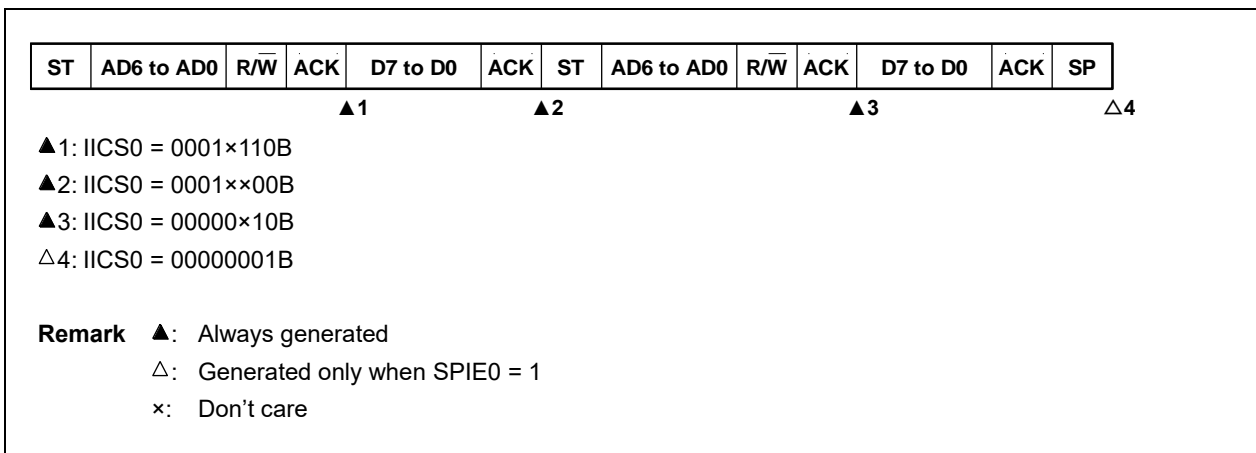 ST AD6 to AD0 R/W̅ ACK D7 to D0 ACK ST AD6 to AD0 R/W̅ ACK D7 to D0 ACK SP
▲1 ▲2 ▲3 △4
▲1: IICS0 = 0001×110B
▲2: IICS0 = 0001××00B
▲3: IICS0 = 00000×10B
△4: IICS0 = 00000001B
Remark ▲: Always generated
△: Generated only when SPIE0 = 1
×: Don't care